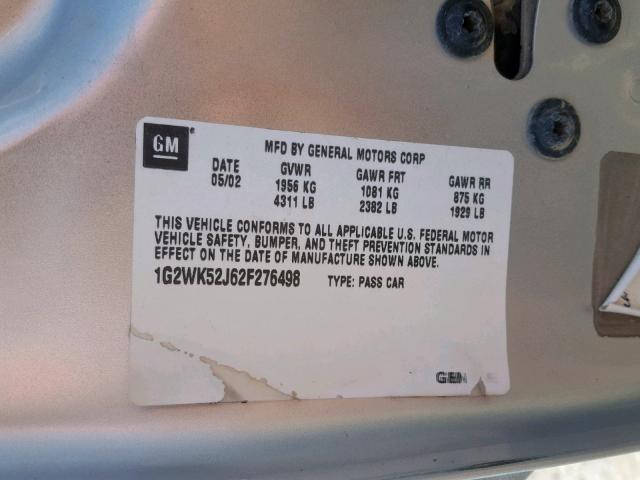 GM
MFD BY GENERAL MOTORS CORP
DATE GVWR GAWR FRT GAWR RR
05/02 1956 KG 1081 KG 875 KG
4311 LB 2382 LB 1929 LB
THIS VEHICLE CONFORMS TO ALL APPLICABLE U.S. FEDERAL MOTOR
VEHICLE SAFETY, BUMPER, AND THEFT PREVENTION STANDARDS IN
EFFECT ON THE DATE OF MANUFACTURE SHOWN ABOVE.
1G2WK52J62F276498 TYPE: PASS CAR